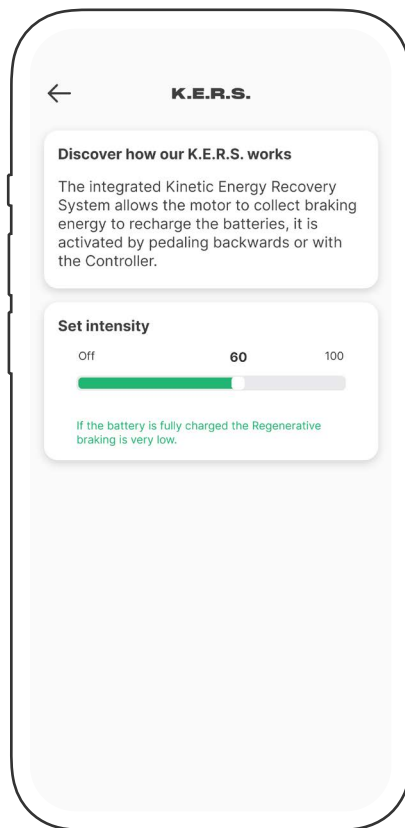 K.E.R.S.
Discover how our K.E.R.S. works
The integrated Kinetic Energy Recovery
System allows the motor to collect braking
energy to recharge the batteries, it is
activated by pedaling backwards or with
the Controller.
Set intensity
Off 60 100
If the battery is fully charged the Regenerative
braking is very low.